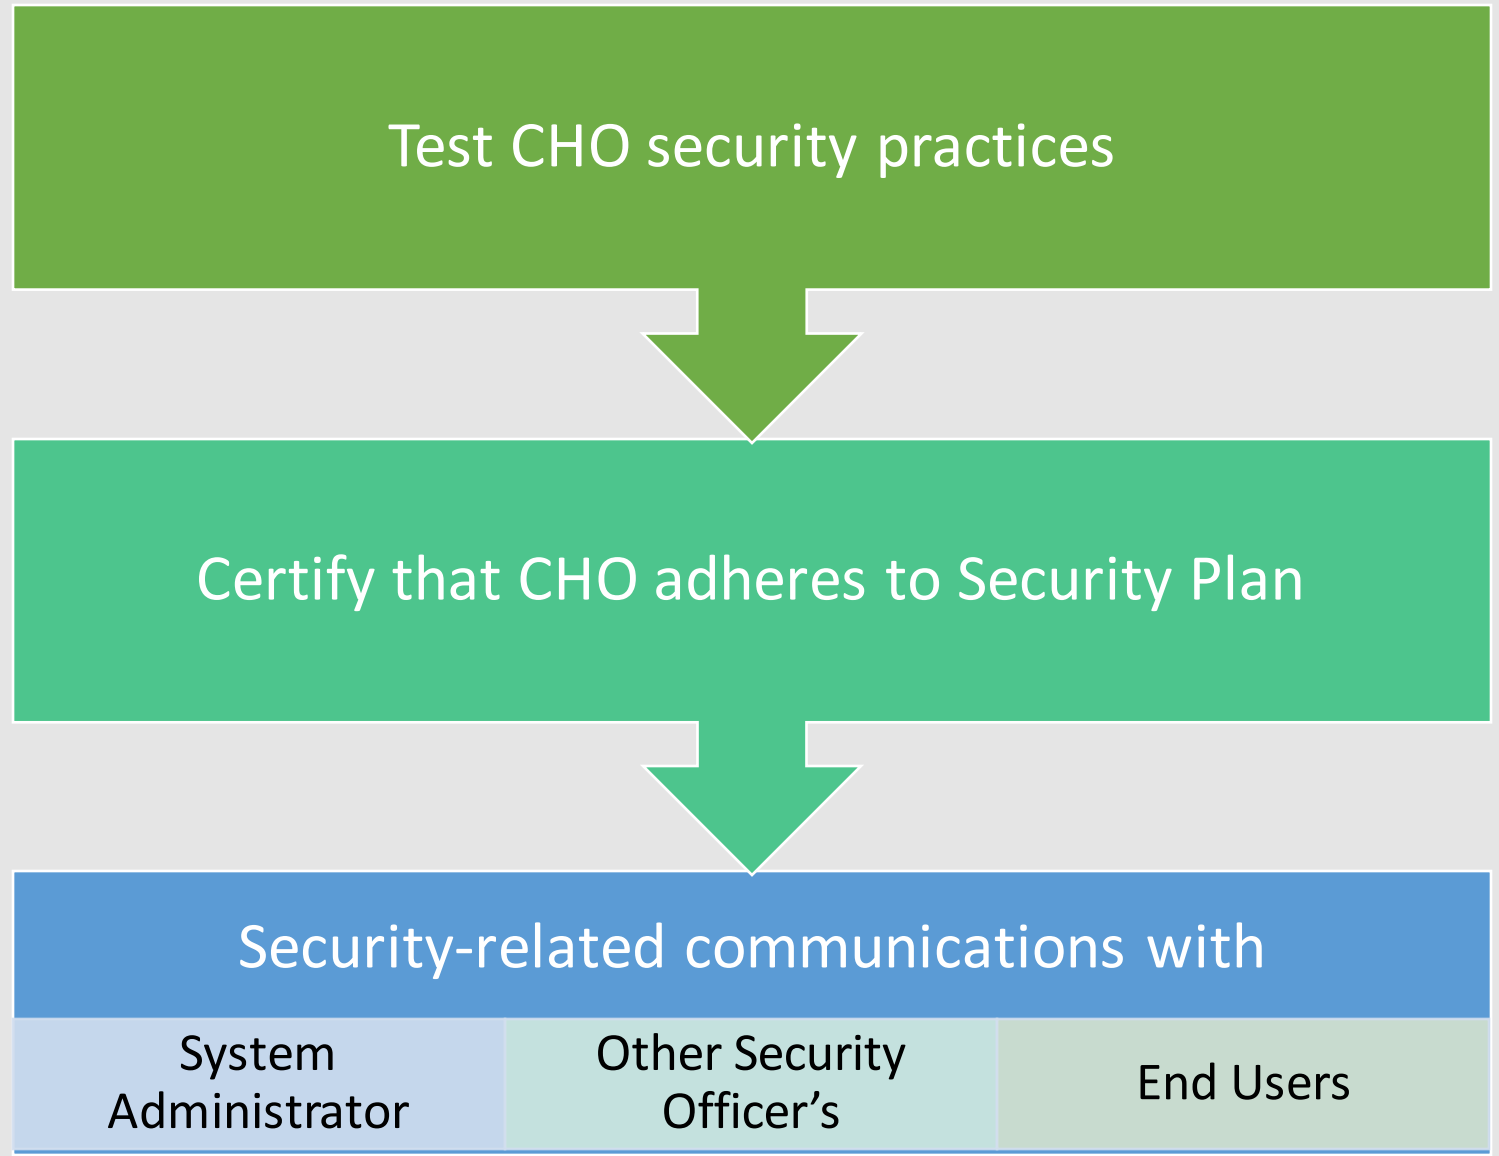 Test CHO security practices
Certify that CHO adheres to Security Plan
Security-related communications with
System
Administrator
Other Security
Officer’s
End Users